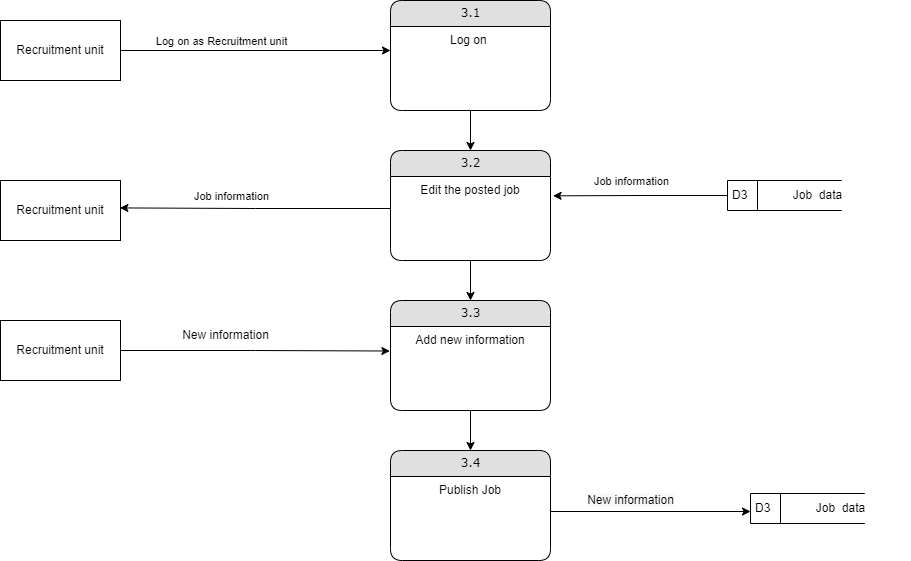 3.1
Recruitment unit
Log on as Recruitment unit
Log on
3.2
Recruitment unit
Job information
Edit the posted job
Job information
D3
Job data
3.3
Recruitment unit
New information
Add new information
3.4
Publish Job
New information
D3
Job data